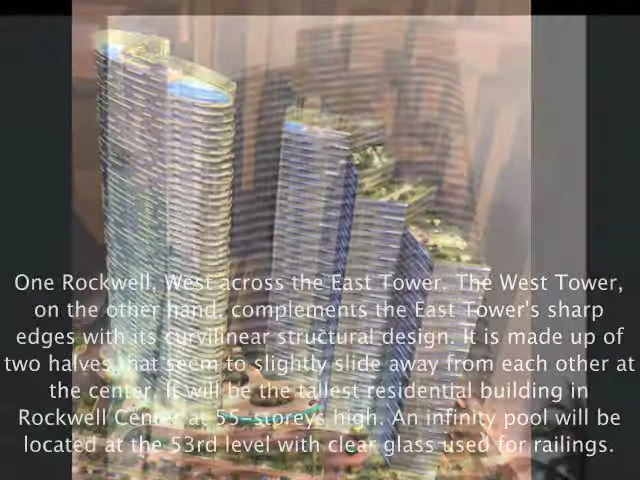 One Rockwell, West across the East Tower. The West Tower,
on the other hand, complements the East Tower's sharp
edges with its curvilinear structural design. It is made up of
two halves that seem to slightly slide away from each other at
the center. It will be the tallest residential building in
Rockwell Center at 55-storeys high. An infinity pool will be
located at the 53rd level with clear glass used for railings.